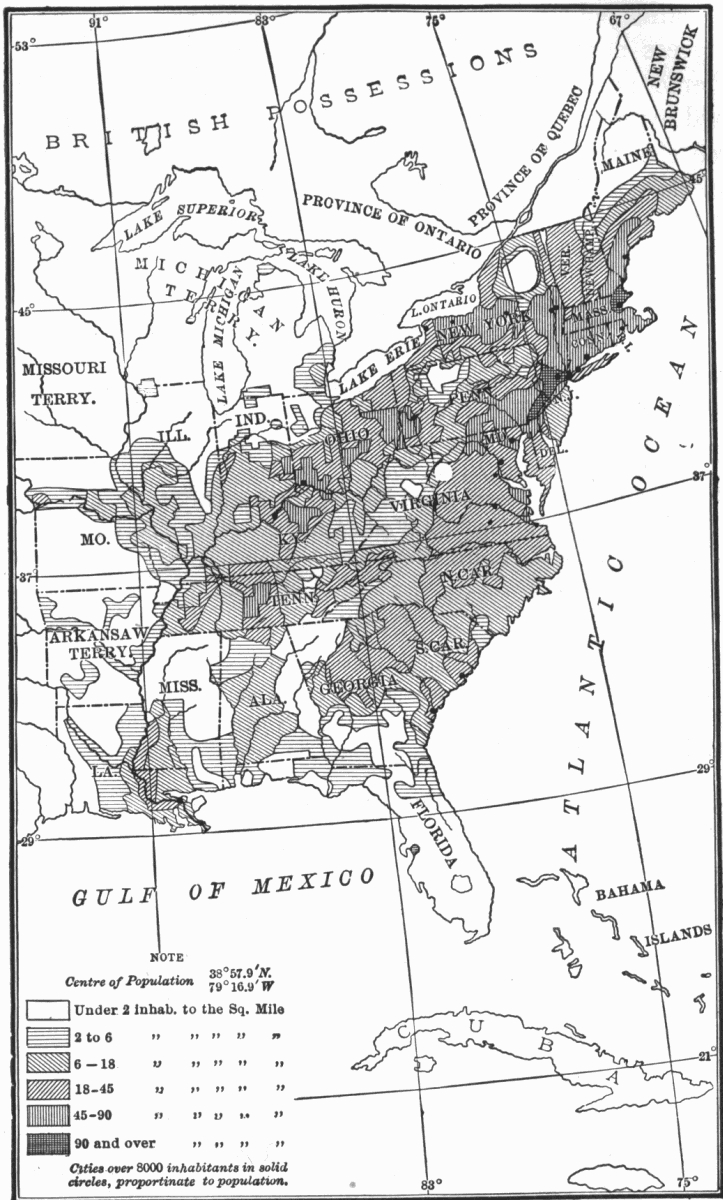 91°
83°
75°
67°
53°
BRITISH POSSESSIONS
NEW BRUNSWICK
PROVINCE OF QUEBEC
MAINE
45°
PROVINCE OF ONTARIO
LAKE SUPERIOR
MICHIGAN TERRY.
LAKE MICHIGAN
LAKE HURON
L. ONTARIO
VER.
NEW HAMP.
45°
LAKE ERIE
NEW YORK
MASS.
CONN.
MISSOURI
TERRY.
PENN.
N.J.
ILL.
IND.
OHIO
MD.
DEL.
37°
VIRGINIA
MO.
KY.
37°
TENN.
N.CAR.
ARKANSAW
TERRY.
S.CAR.
MISS.
ALA.
GEORGIA
LA.
29°
29°
FLORIDA
ATLANTIC OCEAN
GULF OF MEXICO
BAHAMA
ISLANDS
CUBA
21°
83°
75°
NOTE
Centre of Population 38°57.9'N.
79°16.9'W
Under 2 inhab. to the Sq. Mile
2 to 6 " " " " "
6 – 18 " " " " "
18–45 " " " " "
45–90 " " " " "
90 and over " " " "
Cities over 8000 inhabitants in solid
circles, proportinate to population.